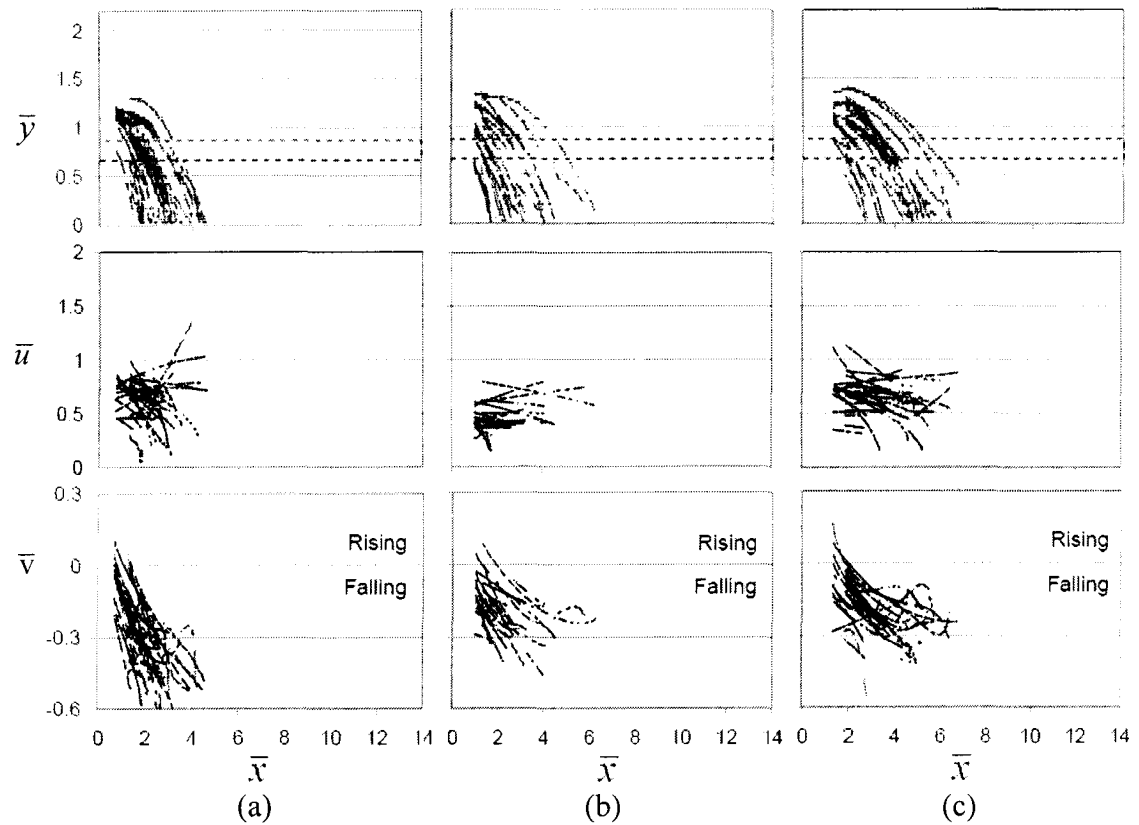 2
1.5
ȳ 1
0.5
0
2
1.5
ū 1
0.5
0
0.3
Rising Rising Rising
v̄ 0
Falling Falling Falling
-0.3
-0.6
0 2 4 6 8 10 12 14 0 2 4 6 8 10 12 14 0 2 4 6 8 10 12 14
x̄ x̄ x̄
(a) (b) (c)